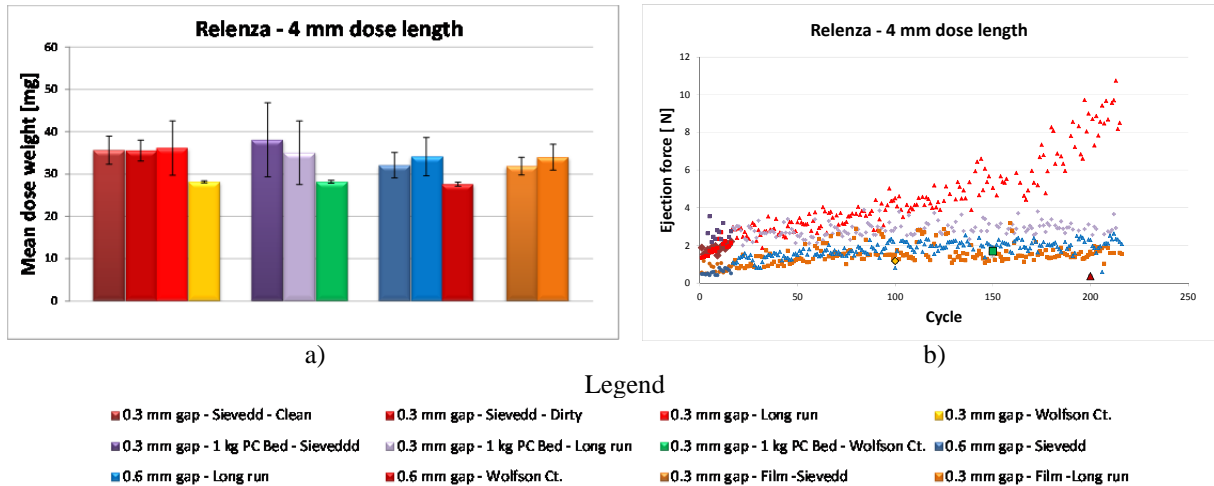 Relenza - 4 mm dose length
Mean dose weight [mg]
60
50
40
30
20
10
0
a)
Relenza - 4 mm dose length
Ejection force [ N]
12
10
8
6
4
2
0
0 50 100 150 200 250
Cycle
b)
Legend
0.3 mm gap - Sievedd - Clean 0.3 mm gap - Sievedd - Dirty 0.3 mm gap - Long run 0.3 mm gap - Wolfson Ct.
0.3 mm gap - 1 kg PC Bed - Sieveddd 0.3 mm gap - 1 kg PC Bed - Long run 0.3 mm gap - 1 kg PC Bed - Wolfson Ct. 0.6 mm gap - Sievedd
0.6 mm gap - Long run 0.6 mm gap - Wolfson Ct. 0.3 mm gap - Film -Sievedd 0.3 mm gap - Film -Long run